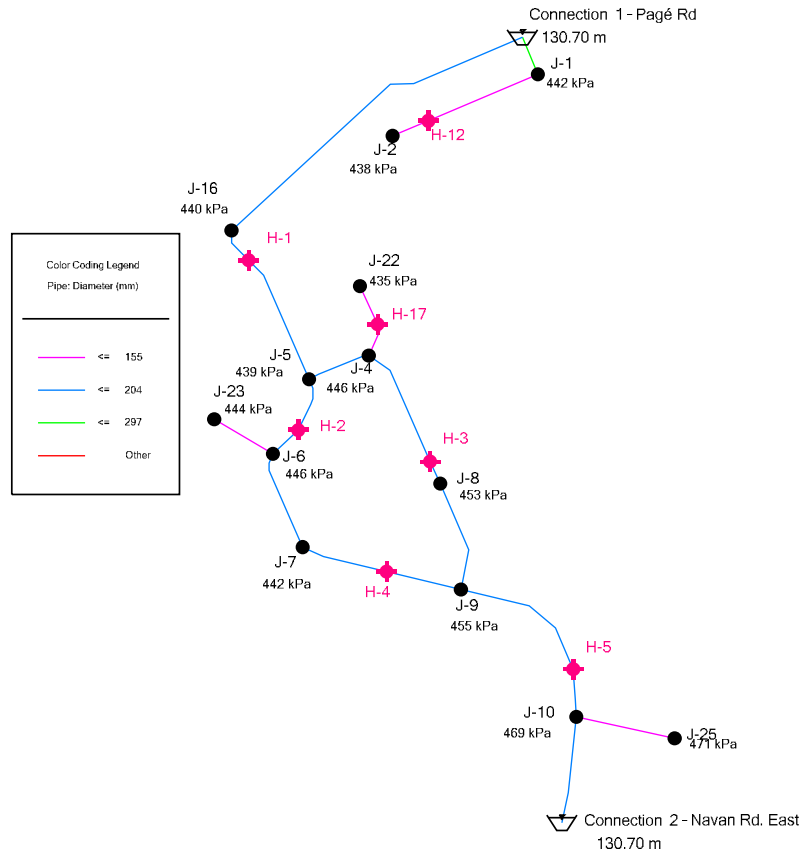 Connection 1 - Pagé Rd
130.70 m
J-1
442 kPa
H-12
J-2
438 kPa
J-16
440 kPa
H-1
Color Coding Legend
Pipe: Diameter (mm)
<= 155
<= 204
<= 297
Other
J-22
435 kPa
H-17
J-5
439 kPa
J-4
446 kPa
J-23
444 kPa
H-2
J-6
446 kPa
H-3
J-8
453 kPa
J-7
442 kPa
H-4
J-9
455 kPa
H-5
J-10
469 kPa
J-25
471 kPa
Connection 2 - Navan Rd. East
130.70 m